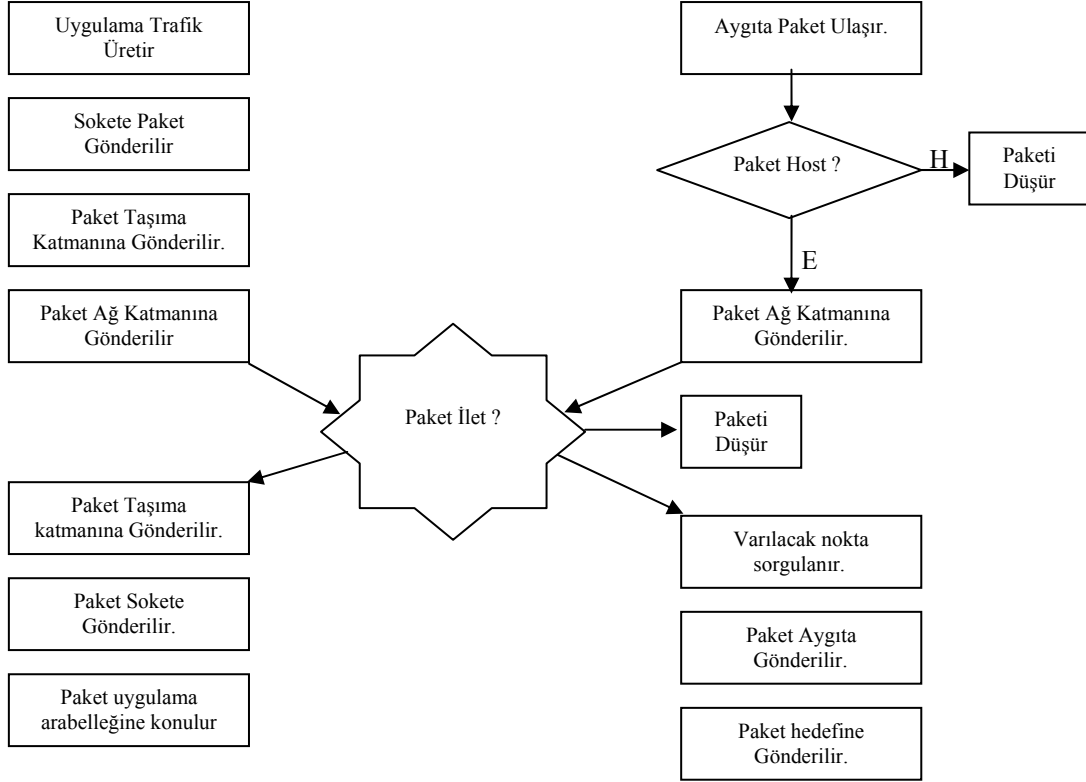 Uygulama Trafik
Üretir
Sokete Paket
Gönderilir
Paket Taşıma
Katmanına Gönderilir.
Paket Ağ Katmanına
Gönderilir
Aygıta Paket Ulaşır.
Paket Host ?
H
Paketi
Düşür
E
Paket Ağ Katmanına
Gönderilir.
Paket İlet ?
Paketi
Düşür
Paket Taşıma
katmanına Gönderilir.
Paket Sokete
Gönderilir.
Paket uygulama
arabelleğine konulur
Varılacak nokta
sorgulanır.
Paket Aygıta
Gönderilir.
Paket hedefine
Gönderilir.